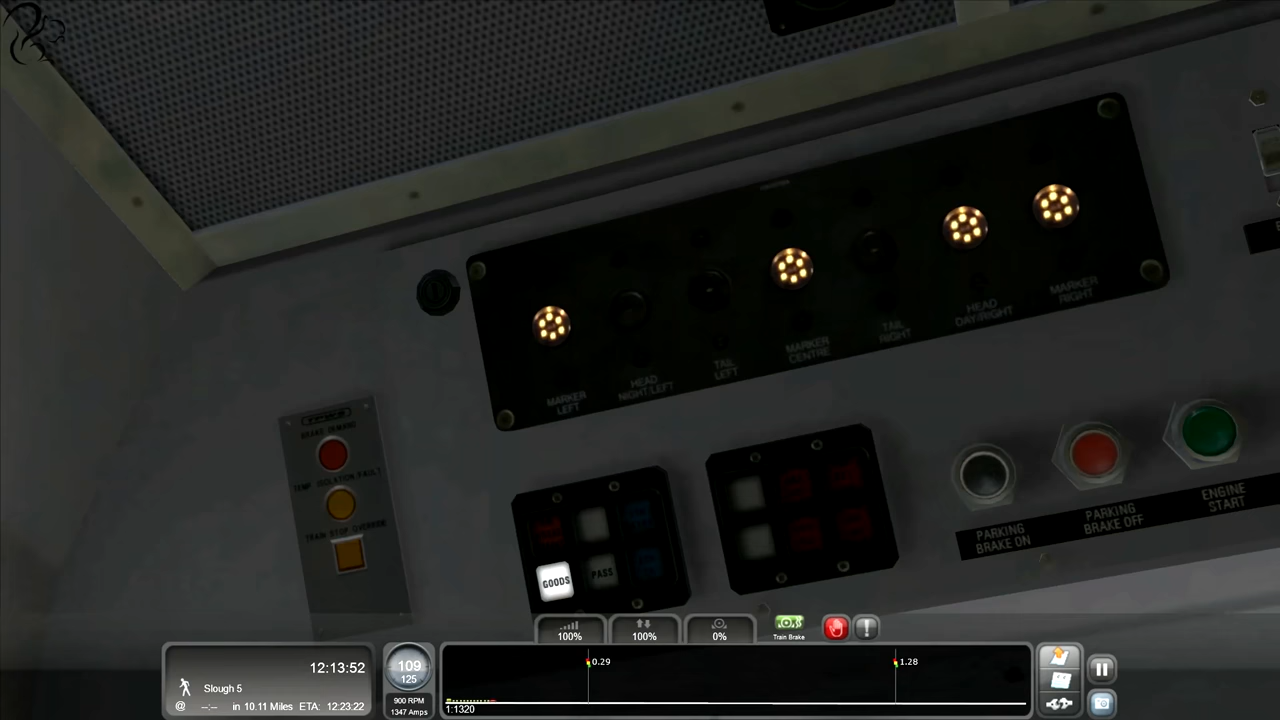 MARKER
LEFT
HEAD
NIGHT/LEFT
TAIL
LEFT
MARKER
CENTRE
TAIL
RIGHT
HEAD
DAY/RIGHT
MARKER
RIGHT
BRAKE DEMAND
TEMP ISOLATION/FAULT
TRAIN STOP OVERRIDE
GOODS
PASS
PARKING
BRAKE ON
PARKING
BRAKE OFF
ENGINE
START
100%
100%
0%
Train Brake
12:13:52
Slough 5
@ --:-- in 10.11 Miles ETA: 12:23:22
109
125
900 RPM
1347 Amps
0.29
1.28
1:1320